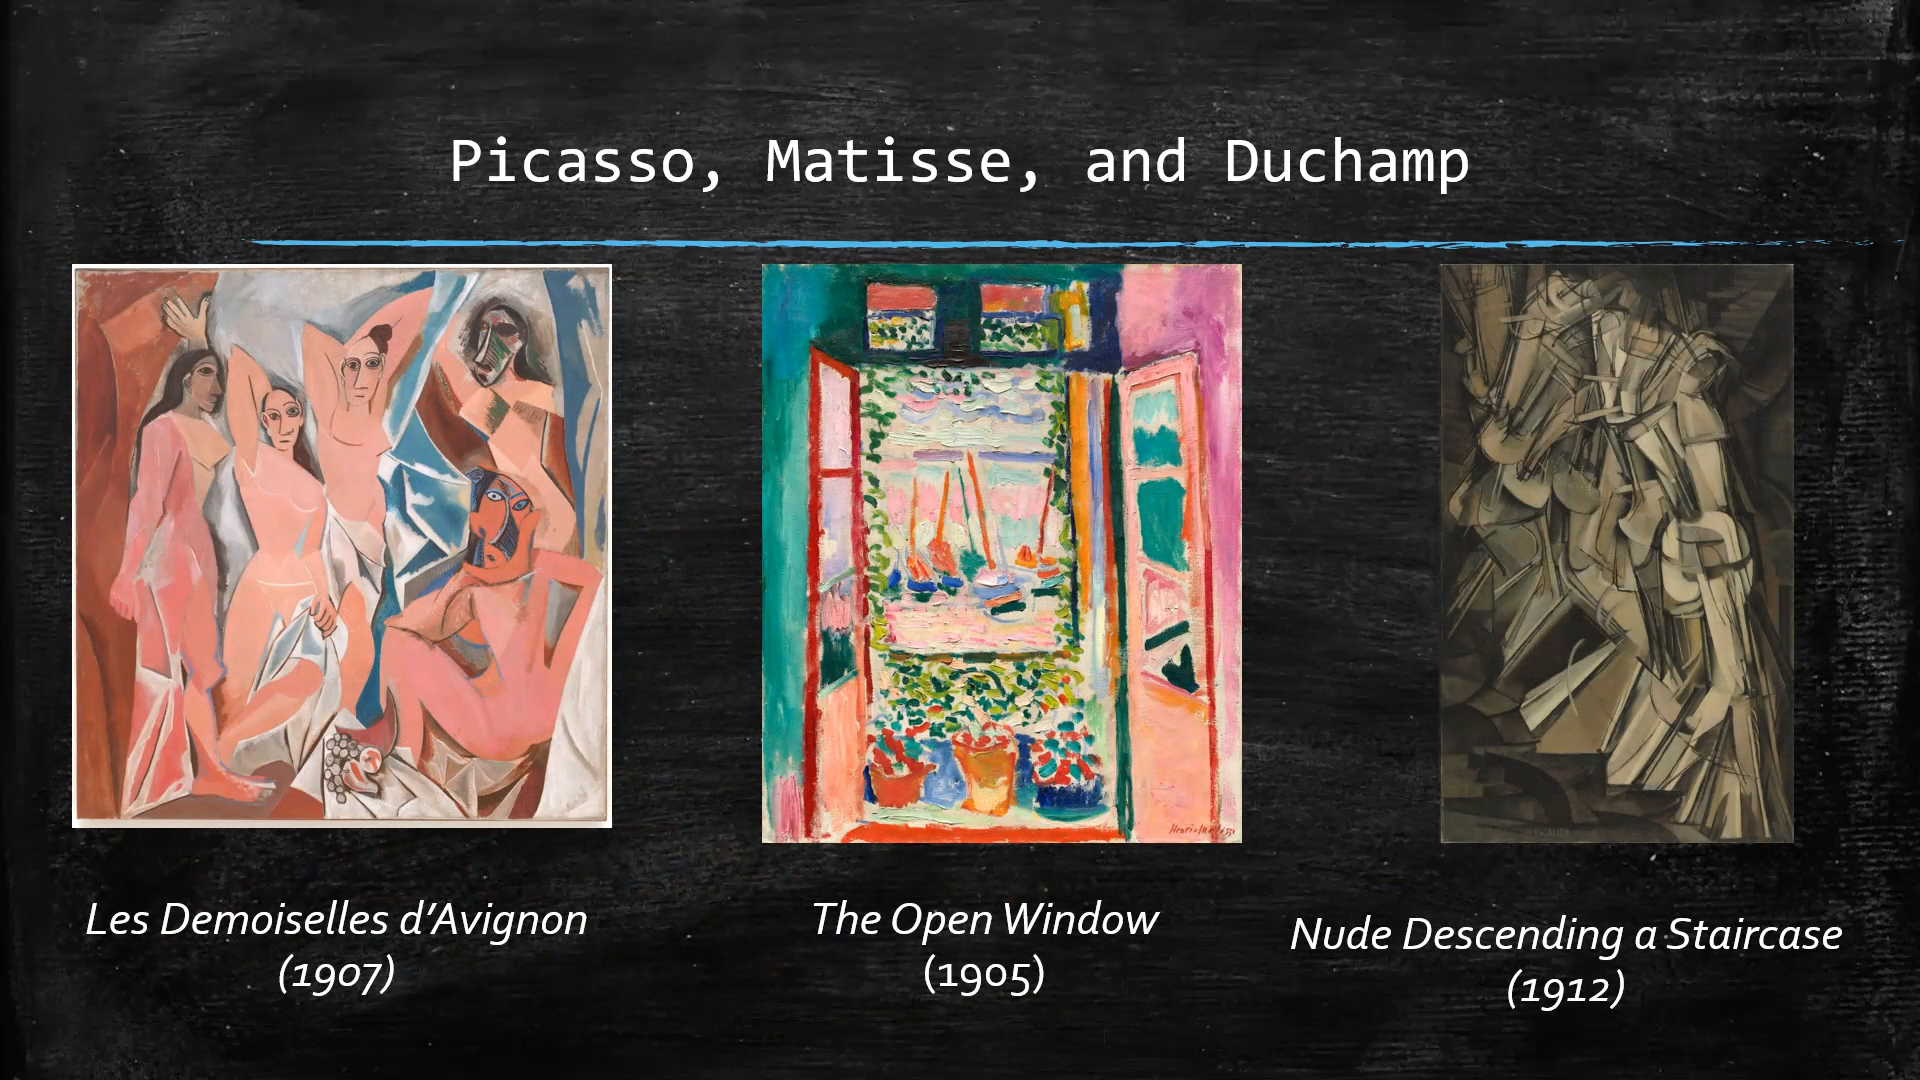 Picasso, Matisse, and Duchamp
Les Demoiselles d’Avignon
(1907)
The Open Window
(1905)
Nude Descending a Staircase
(1912)